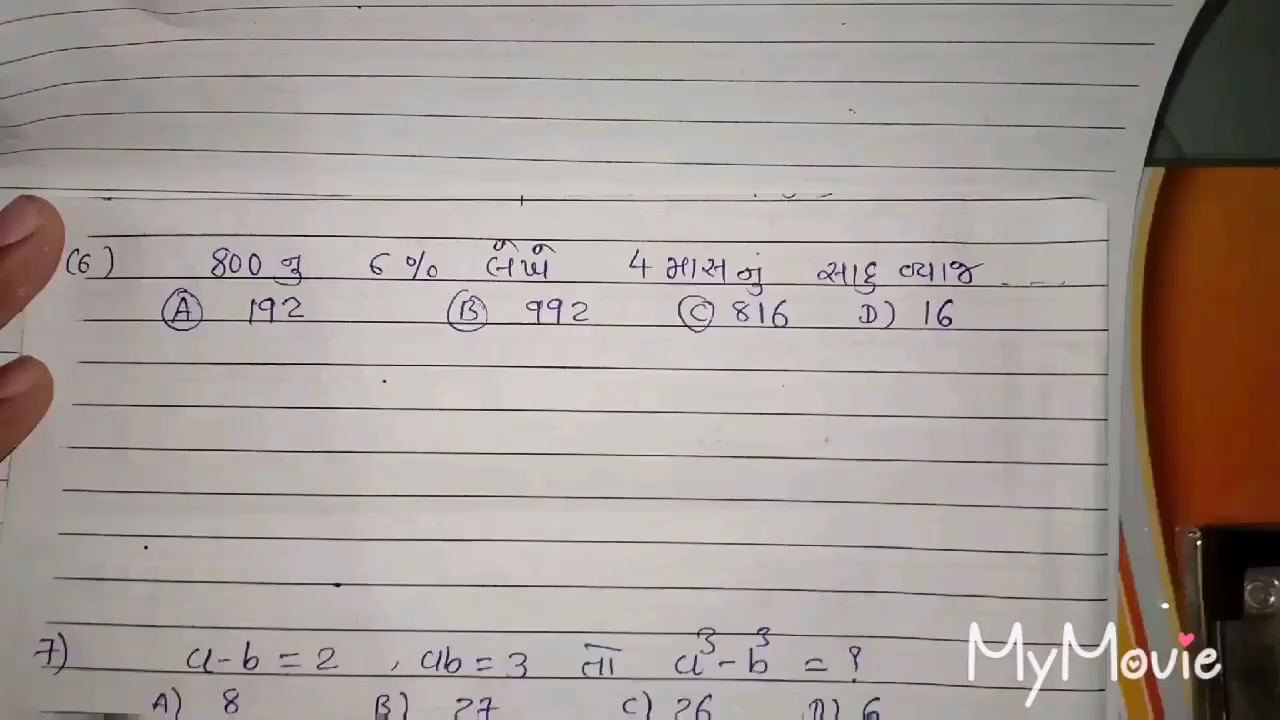 (6) 800 નુ 6 % લેખે 4 માસનું સાદુ વ્યાજ ....
(A) 192 (B) 992 (C) 816 D) 16
7) a-b = 2 , ab = 3 તો a³-b³ = ?
A) 8 B) 27 C) 26 D) 6
MyMovie